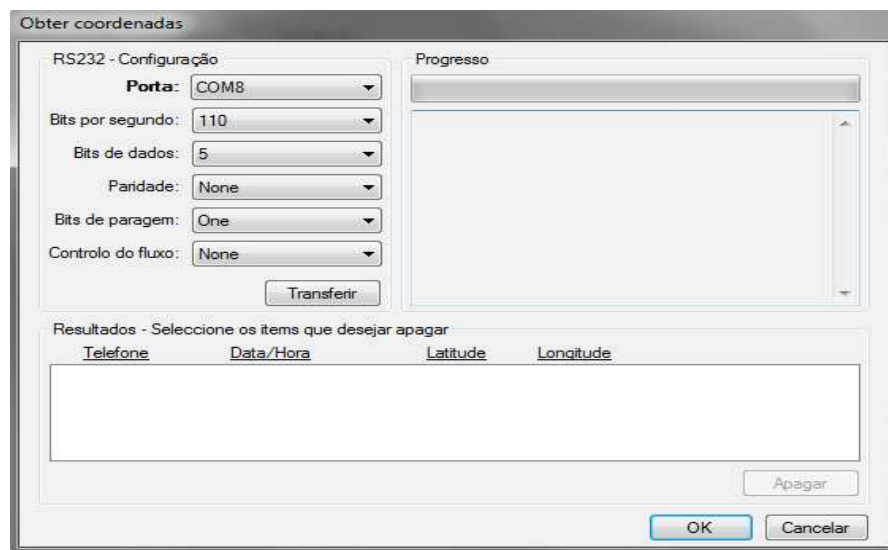 Obter coordenadas
RS232 - Configuração
Porta: COM8
Bits por segundo: 110
Bits de dados: 5
Paridade: None
Bits de paragem: One
Controlo do fluxo: None
Transferir
Progresso
Resultados - Seleccione os items que desejar apagar
Telefone Data/Hora Latitude Longitude
Apagar
OK Cancelar